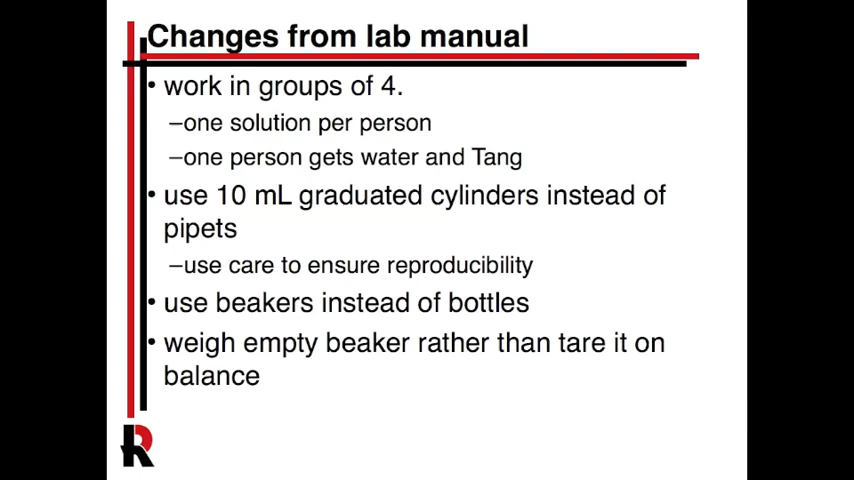 Changes from lab manual
• work in groups of 4.
–one solution per person
–one person gets water and Tang
• use 10 mL graduated cylinders instead of
pipets
–use care to ensure reproducibility
• use beakers instead of bottles
• weigh empty beaker rather than tare it on
balance
R